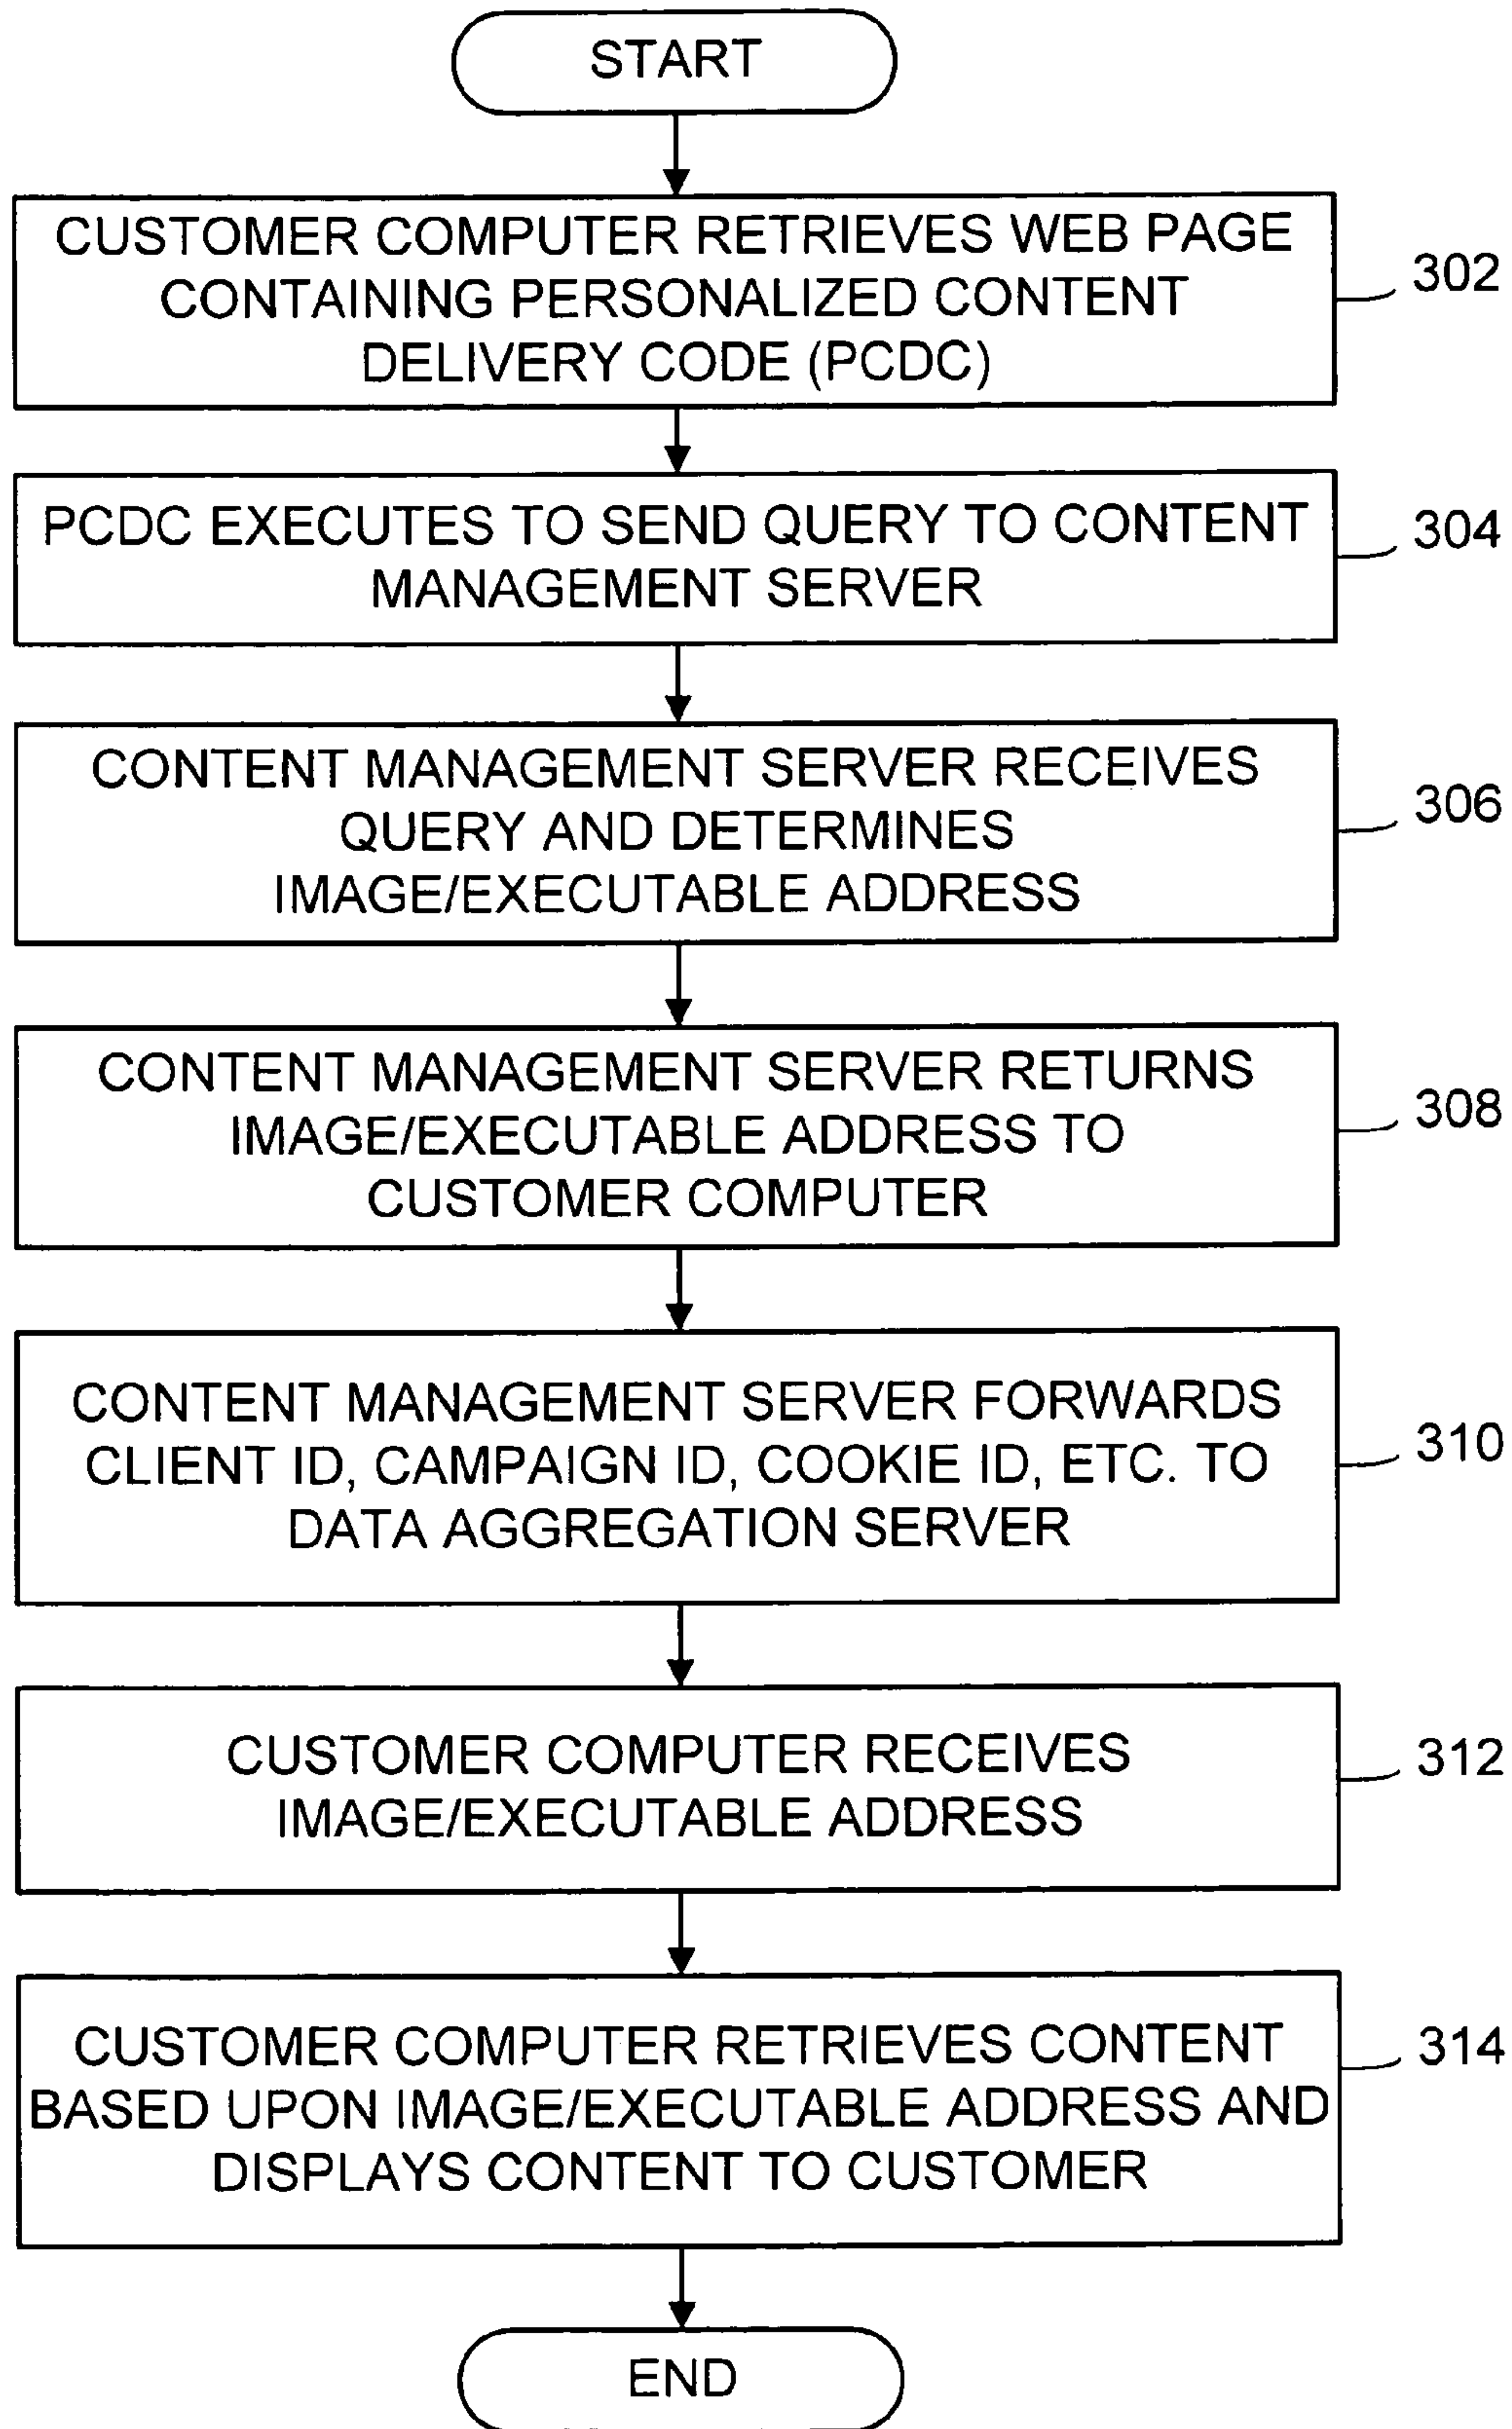 START
CUSTOMER COMPUTER RETRIEVES WEB PAGE
CONTAINING PERSONALIZED CONTENT
DELIVERY CODE (PCDC)
302
PCDC EXECUTES TO SEND QUERY TO CONTENT
MANAGEMENT SERVER
304
CONTENT MANAGEMENT SERVER RECEIVES
QUERY AND DETERMINES
IMAGE/EXECUTABLE ADDRESS
306
CONTENT MANAGEMENT SERVER RETURNS
IMAGE/EXECUTABLE ADDRESS TO
CUSTOMER COMPUTER
308
CONTENT MANAGEMENT SERVER FORWARDS
CLIENT ID, CAMPAIGN ID, COOKIE ID, ETC. TO
DATA AGGREGATION SERVER
310
CUSTOMER COMPUTER RECEIVES
IMAGE/EXECUTABLE ADDRESS
312
CUSTOMER COMPUTER RETRIEVES CONTENT
BASED UPON IMAGE/EXECUTABLE ADDRESS AND
DISPLAYS CONTENT TO CUSTOMER
314
END